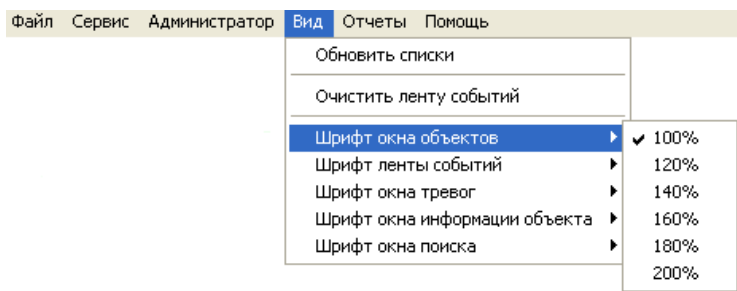 Файл Сервис Администратор Вид Отчеты Помощь
Обновить списки
Очистить ленту событий
Шрифт окна объектов
100%
Шрифт ленты событий
120%
Шрифт окна тревог
140%
Шрифт окна информации объекта
160%
Шрифт окна поиска
180%
200%